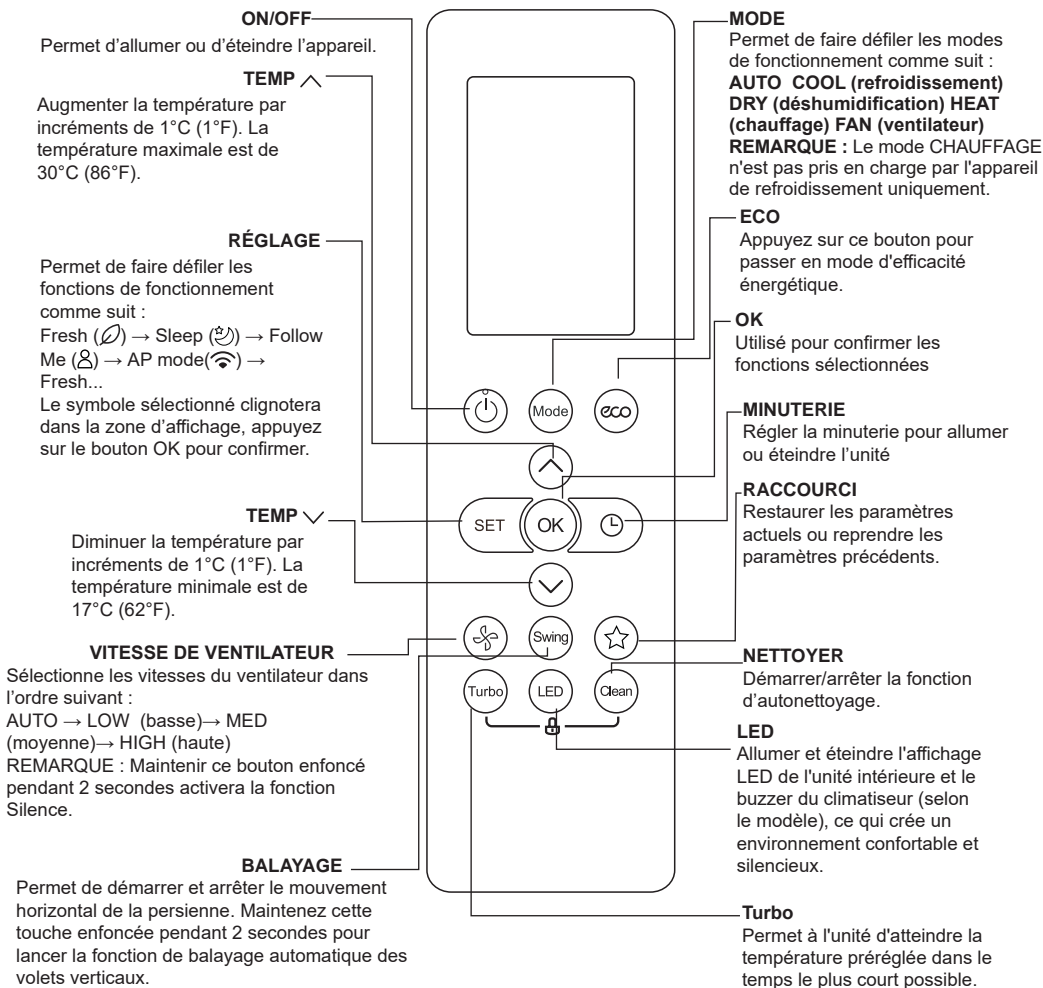 ON/OFF
Permet d'allumer ou d'éteindre l'appareil.
TEMP
Augmenter la température par
incréments de 1°C (1°F). La
température maximale est de
30°C (86°F).
RÉGLAGE
Permet de faire défiler les
fonctions de fonctionnement
comme suit :
Fresh () → Sleep () → Follow
Me () → AP mode() →
Fresh...
Le symbole sélectionné clignotera
dans la zone d'affichage, appuyez
sur le bouton OK pour confirmer.
TEMP
Diminuer la température par
incréments de 1°C (1°F). La
température minimale est de
17°C (62°F).
VITESSE DE VENTILATEUR
Sélectionne les vitesses du ventilateur dans
l'ordre suivant :
AUTO → LOW (basse)→ MED
(moyenne)→ HIGH (haute)
REMARQUE : Maintenir ce bouton enfoncé
pendant 2 secondes activera la fonction
Silence.
BALAYAGE
Permet de démarrer et arrêter le mouvement
horizontal de la persienne. Maintenez cette
touche enfoncée pendant 2 secondes pour
lancer la fonction de balayage automatique des
volets verticaux.
Mode
eco
SET
OK
Swing
Turbo
LED
Clean
MODE
Permet de faire défiler les modes
de fonctionnement comme suit :
AUTO COOL (refroidissement)
DRY (déshumidification) HEAT
(chauffage) FAN (ventilateur)
REMARQUE : Le mode CHAUFFAGE
n'est pas pris en charge par l'appareil
de refroidissement uniquement.
ECO
Appuyez sur ce bouton pour
passer en mode d'efficacité
énergétique.
OK
Utilisé pour confirmer les
fonctions sélectionnées
MINUTERIE
Régler la minuterie pour allumer
ou éteindre l'unité
RACCOURCI
Restaurer les paramètres
actuels ou reprendre les
paramètres précédents.
NETTOYER
Démarrer/arrêter la fonction
d'autonettoyage.
LED
Allumer et éteindre l'affichage
LED de l'unité intérieure et le
buzzer du climatiseur (selon
le modèle), ce qui crée un
environnement confortable et
silencieux.
Turbo
Permet à l'unité d'atteindre la
température préréglée dans le
temps le plus court possible.